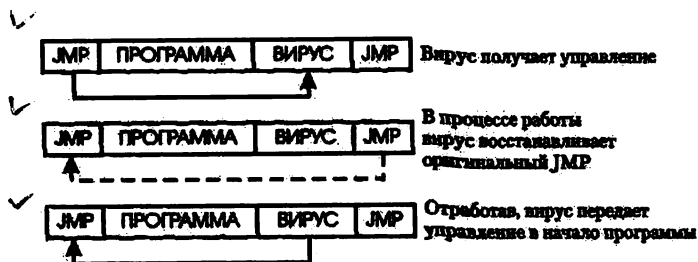 JMP ПРОГРАММА ВИРУС JMP Вирус получает управление
JMP ПРОГРАММА ВИРУС JMP В процессе работы
вирус восстанавливает
оригинальный JMP
JMP ПРОГРАММА ВИРУС JMP Отработав, вирус передает
управление в начало программы